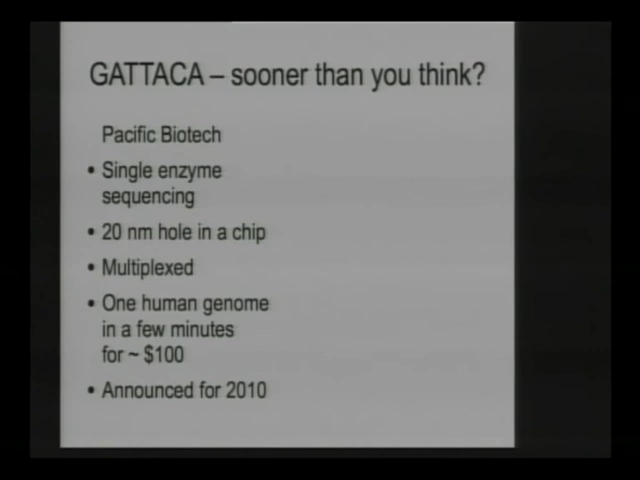 GATTACA – sooner than you think?
Pacific Biotech
• Single enzyme
sequencing
• 20 nm hole in a chip
• Multiplexed
• One human genome
in a few minutes
for ~ $100
• Announced for 2010